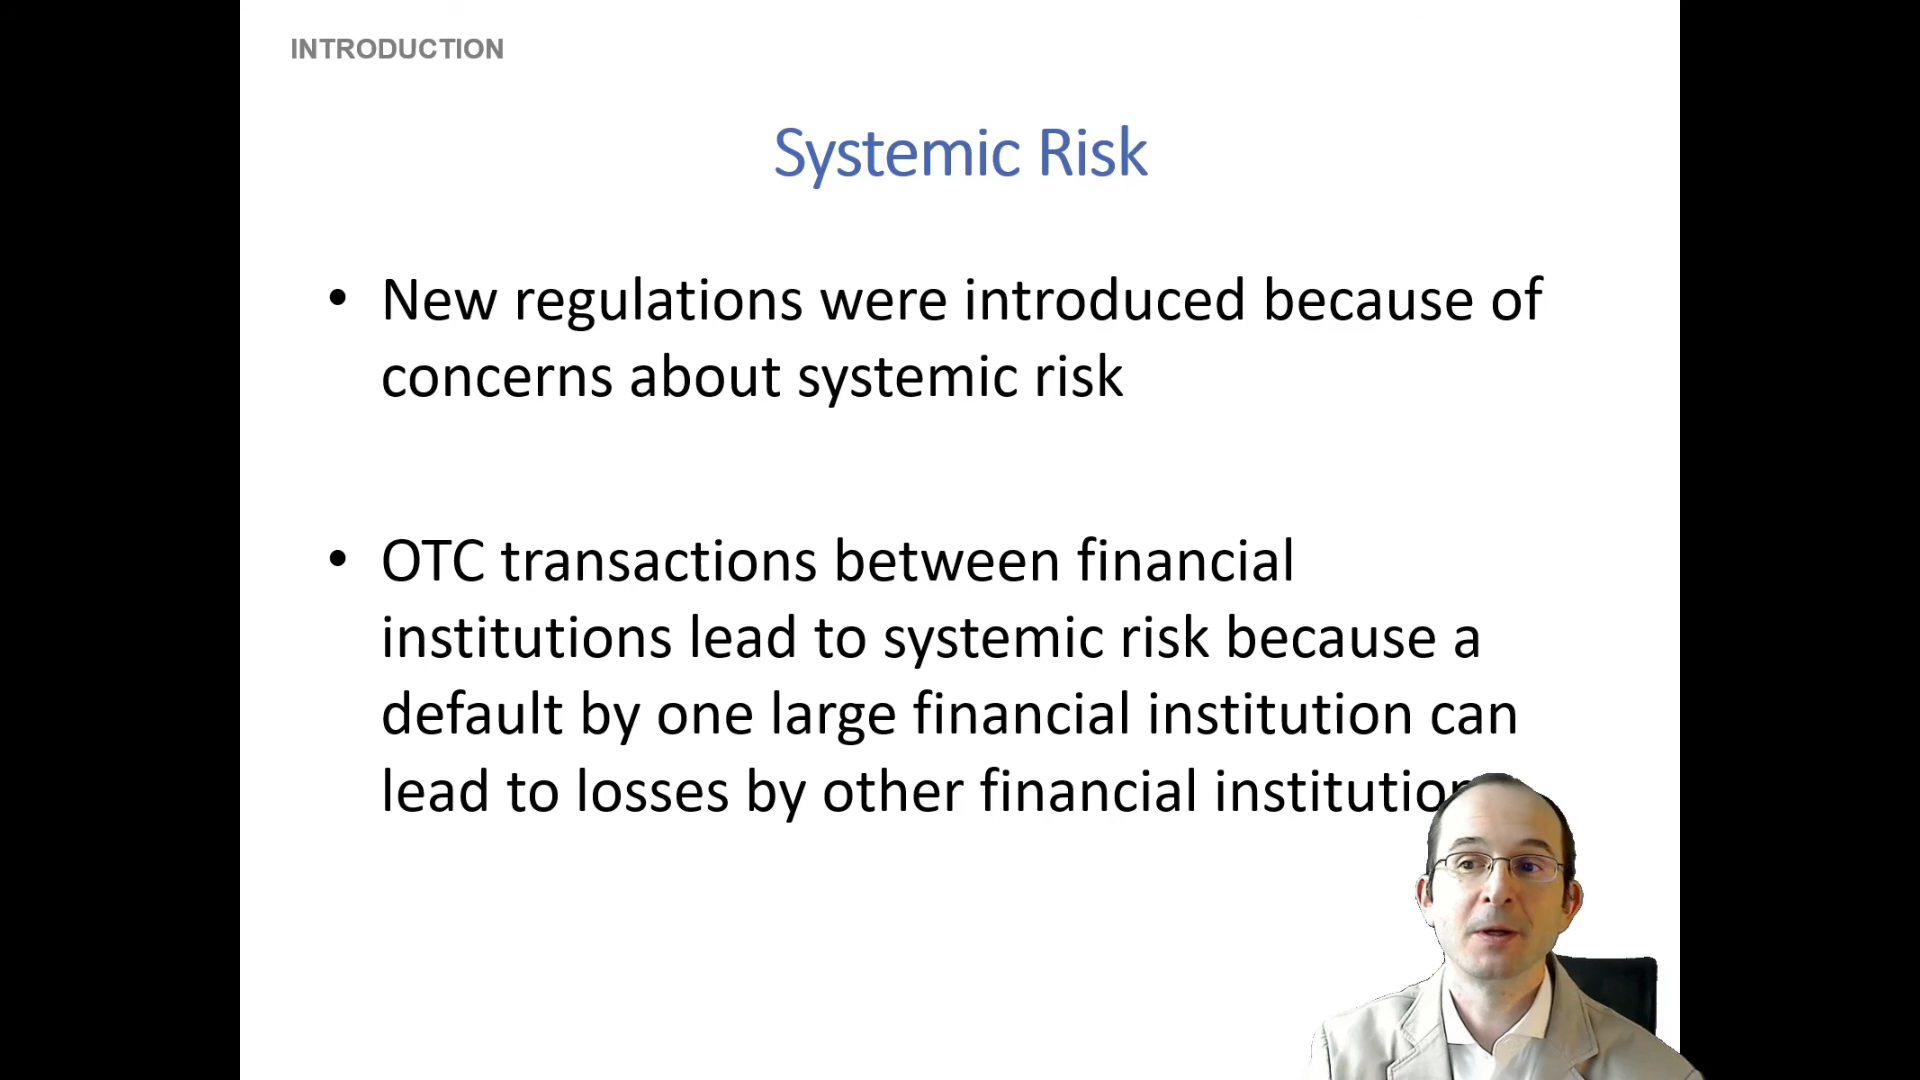 INTRODUCTION
Systemic Risk
• New regulations were introduced because of
concerns about systemic risk
• OTC transactions between financial
institutions lead to systemic risk because a
default by one large financial institution can
lead to losses by other financial